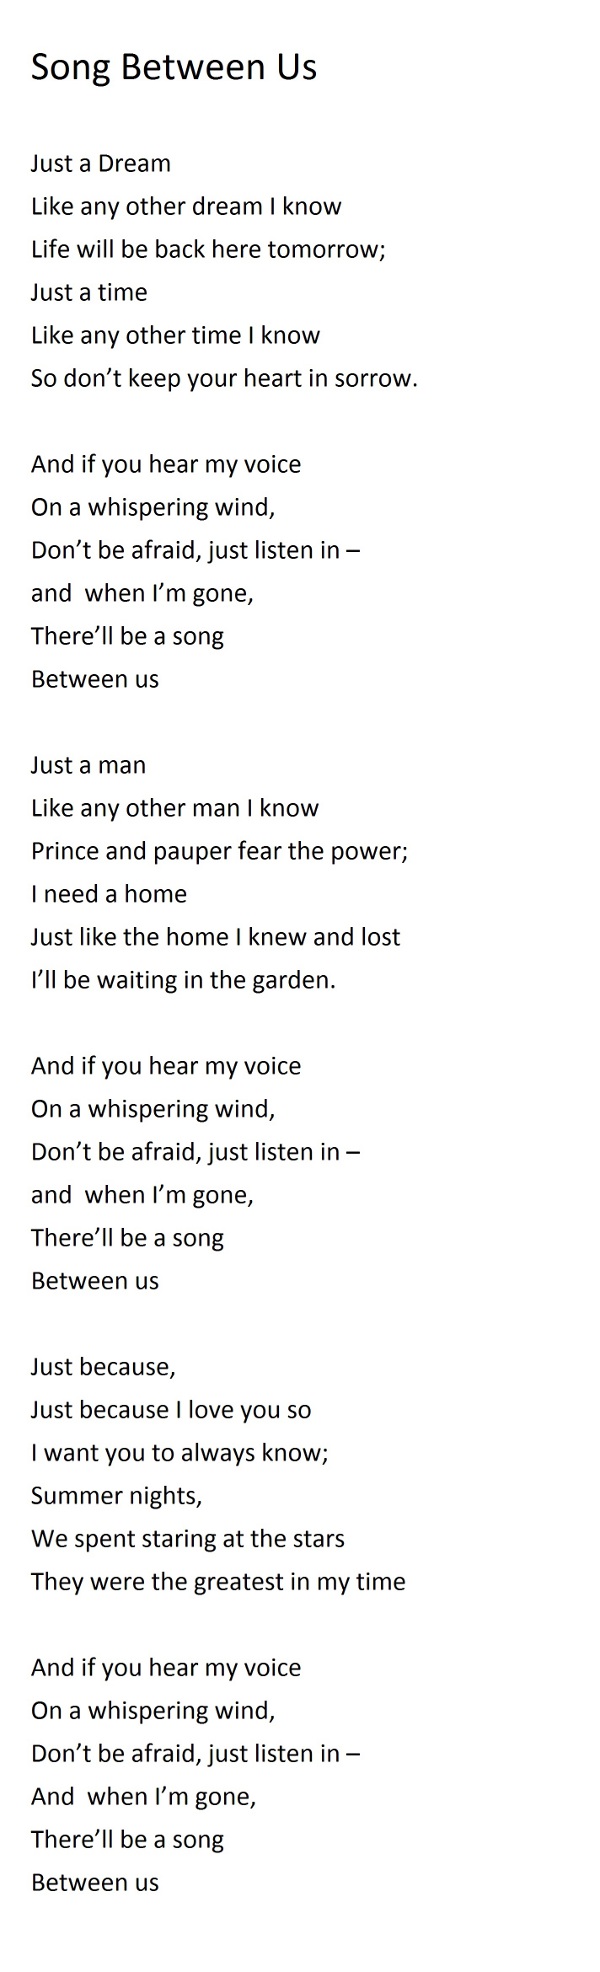 Song Between Us
Just a Dream
Like any other dream I know
Life will be back here tomorrow;
Just a time
Like any other time I know
So don’t keep your heart in sorrow.
And if you hear my voice
On a whispering wind,
Don’t be afraid, just listen in –
and  when I’m gone,
There’ll be a song
Between us
Just a man
Like any other man I know
Prince and pauper fear the power;
I need a home
Just like the home I knew and lost
I’ll be waiting in the garden.
And if you hear my voice
On a whispering wind,
Don’t be afraid, just listen in –
and  when I’m gone,
There’ll be a song
Between us
Just because,
Just because I love you so
I want you to always know;
Summer nights,
We spent staring at the stars
They were the greatest in my time
And if you hear my voice
On a whispering wind,
Don’t be afraid, just listen in –
And  when I’m gone,
There’ll be a song
Between us